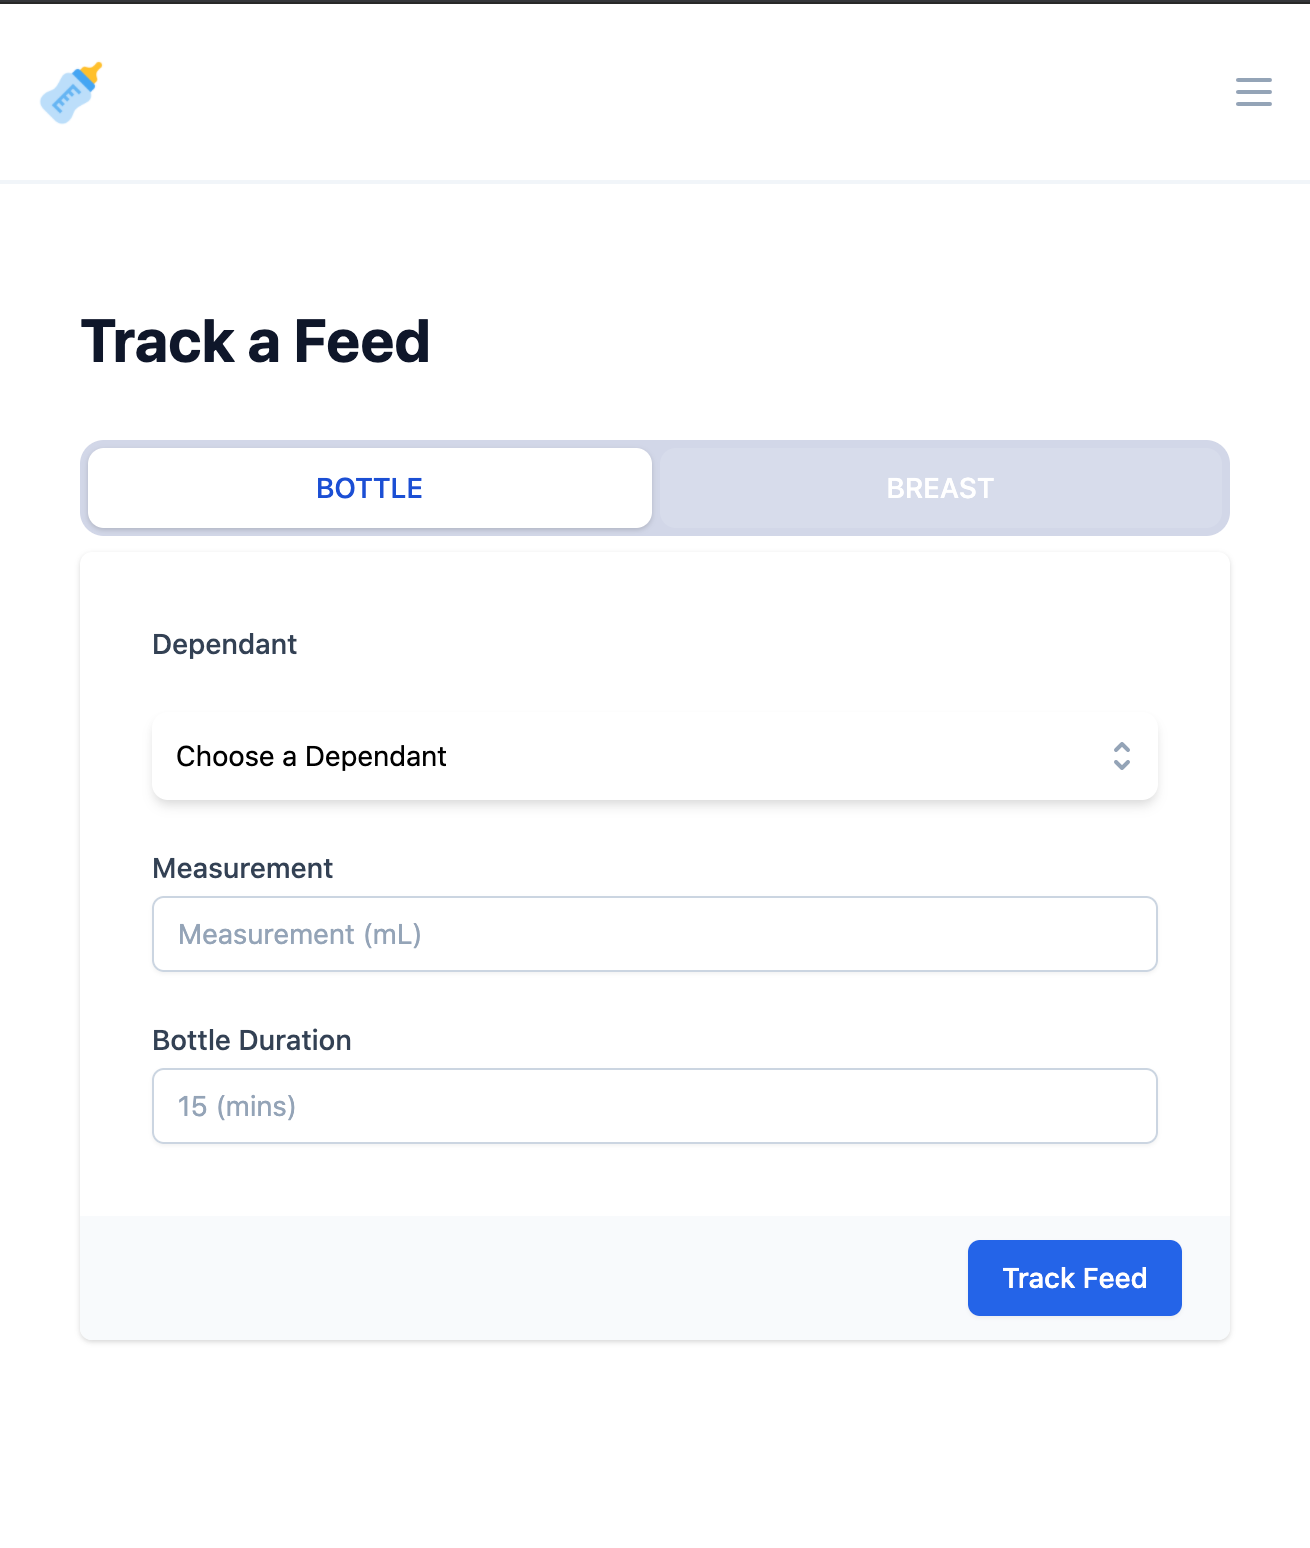 Track a Feed
BOTTLE
BREAST
Dependant
Choose a Dependant
Measurement
Measurement (mL)
Bottle Duration
15 (mins)
Track Feed